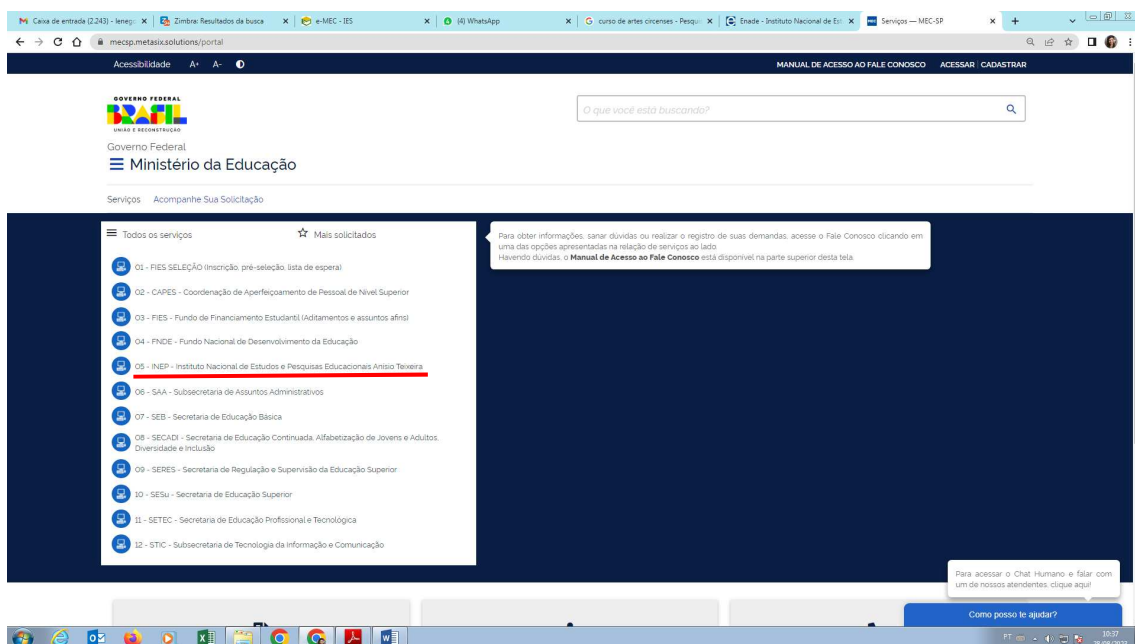 Caixa de entrada (2.243) - leneg
Zimbra: Resultados da busca
e-MEC - IES
(4) WhatsApp
curso de artes circenses - Pesqui
Enade - Instituto Nacional de Est
Serviços — MEC-SP
mecsp.metasix.solutions/portal
Acessibilidade A+ A- MANUAL DE ACESSO AO FALE CONOSCO ACESSAR CADASTRAR
GOVERNO FEDERAL
BRASIL
UNIÃO E RECONSTRUÇÃO
O que você está buscando?
Governo Federal
Ministério da Educação
Serviços Acompanhe Sua Solicitação
Todos os serviços Mais solicitados
01 - FIES SELEÇÃO (Inscrição, pré-seleção, lista de espera)
02 - CAPES - Coordenação de Aperfeiçoamento de Pessoal de Nível Superior
03 - FIES - Fundo de Financiamento Estudantil (Aditamentos e assuntos afins)
04 - FNDE - Fundo Nacional de Desenvolvimento da Educação
05 - INEP - Instituto Nacional de Estudos e Pesquisas Educacionais Anísio Teixeira
06 - SAA - Subsecretaria de Assuntos Administrativos
07 - SEB - Secretaria de Educação Básica
08 - SECADI - Secretaria de Educação Continuada, Alfabetização de Jovens e Adultos,
Diversidade e Inclusão
09 - SERES - Secretaria de Regulação e Supervisão da Educação Superior
10 - SESu - Secretaria de Educação Superior
11 - SETEC - Secretaria de Educação Profissional e Tecnológica
12 - STIC - Subsecretaria de Tecnologia da Informação e Comunicação
Para obter informações, sanar dúvidas ou realizar o registro de suas demandas, acesse o Fale Conosco clicando em
uma das opções apresentadas na relação de serviços ao lado.
Havendo dúvidas, o Manual de Acesso ao Fale Conosco está disponível na parte superior desta tela.
Para acessar o Chat Humano e falar com
um de nossos atendentes, clique aqui!
Como posso te ajudar?
PT 10:37